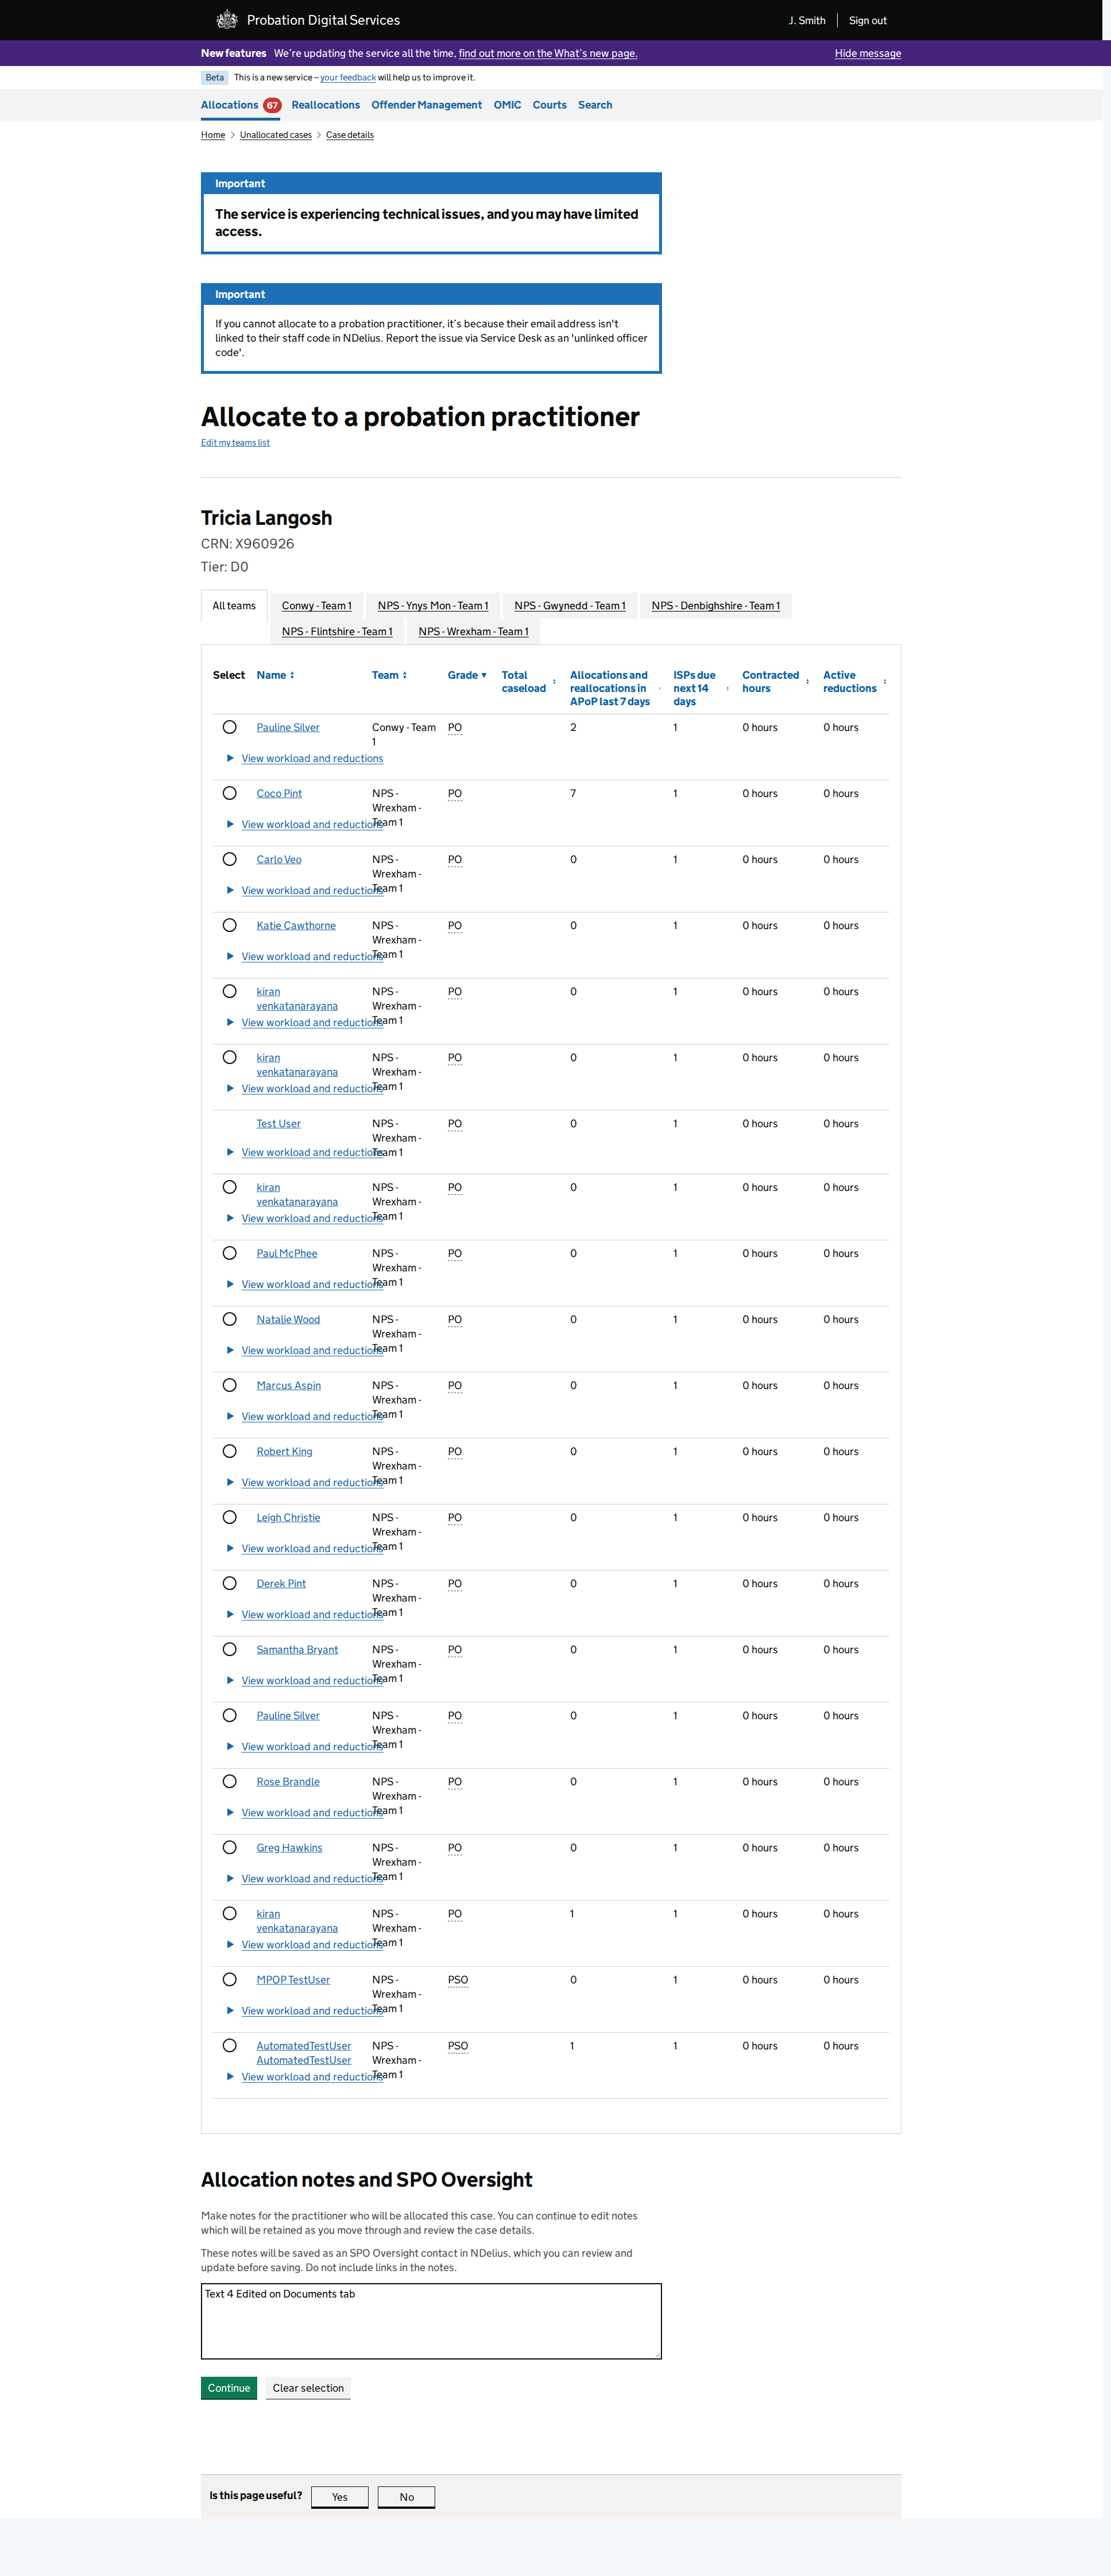 Probation Digital Services
J. Smith
Sign out
New features We're updating the service all the time, find out more on the What's new page.
Hide message
Beta This is a new service – your feedback will help us to improve it.
Allocations 67 Reallocations Offender Management OMIC Courts Search
Home > Unallocated cases > Case details
Important
The service is experiencing technical issues, and you may have limited
access.
Important
If you cannot allocate to a probation practitioner, it's because their email address isn't
linked to their staff code in NDelius. Report the issue via Service Desk as an 'unlinked officer
code'.
Allocate to a probation practitioner
Edit my teams list
Tricia Langosh
CRN: X960926
Tier: D0
All teams Conwy - Team 1 NPS - Ynys Mon - Team 1 NPS - Gwynedd - Team 1 NPS - Denbighshire - Team 1
NPS - Flintshire - Team 1 NPS - Wrexham - Team 1
Select Name Team Grade Total caseload Allocations and reallocations in APoP last 7 days ISPs due next 14 days Contracted hours Active reductions
Pauline Silver Conwy - Team 1 PO 2 1 0 hours 0 hours
View workload and reductions
Coco Pint NPS - Wrexham - Team 1 PO 7 1 0 hours 0 hours
View workload and reductions
Carlo Veo NPS - Wrexham - Team 1 PO 0 1 0 hours 0 hours
View workload and reductions
Katie Cawthorne NPS - Wrexham - Team 1 PO 0 1 0 hours 0 hours
View workload and reductions
kiran venkatanarayana NPS - Wrexham - Team 1 PO 0 1 0 hours 0 hours
View workload and reductions
kiran venkatanarayana NPS - Wrexham - Team 1 PO 0 1 0 hours 0 hours
View workload and reductions
Test User NPS - Wrexham - Team 1 PO 0 1 0 hours 0 hours
View workload and reductions
kiran venkatanarayana NPS - Wrexham - Team 1 PO 0 1 0 hours 0 hours
View workload and reductions
Paul McPhee NPS - Wrexham - Team 1 PO 0 1 0 hours 0 hours
View workload and reductions
Natalie Wood NPS - Wrexham - Team 1 PO 0 1 0 hours 0 hours
View workload and reductions
Marcus Aspin NPS - Wrexham - Team 1 PO 0 1 0 hours 0 hours
View workload and reductions
Robert King NPS - Wrexham - Team 1 PO 0 1 0 hours 0 hours
View workload and reductions
Leigh Christie NPS - Wrexham - Team 1 PO 0 1 0 hours 0 hours
View workload and reductions
Derek Pint NPS - Wrexham - Team 1 PO 0 1 0 hours 0 hours
View workload and reductions
Samantha Bryant NPS - Wrexham - Team 1 PO 0 1 0 hours 0 hours
View workload and reductions
Pauline Silver NPS - Wrexham - Team 1 PO 0 1 0 hours 0 hours
View workload and reductions
Rose Brandle NPS - Wrexham - Team 1 PO 0 1 0 hours 0 hours
View workload and reductions
Greg Hawkins NPS - Wrexham - Team 1 PO 0 1 0 hours 0 hours
View workload and reductions
kiran venkatanarayana NPS - Wrexham - Team 1 PO 1 1 0 hours 0 hours
View workload and reductions
MPOP TestUser NPS - Wrexham - Team 1 PSO 0 1 0 hours 0 hours
View workload and reductions
AutomatedTestUser AutomatedTestUser NPS - Wrexham - Team 1 PSO 1 1 0 hours 0 hours
View workload and reductions
Allocation notes and SPO Oversight
Make notes for the practitioner who will be allocated this case. You can continue to edit notes
which will be retained as you move through and review the case details.
These notes will be saved as an SPO Oversight contact in NDelius, which you can review and
update before saving. Do not include links in the notes.
Text 4 Edited on Documents tab
Continue Clear selection
Is this page useful? Yes No